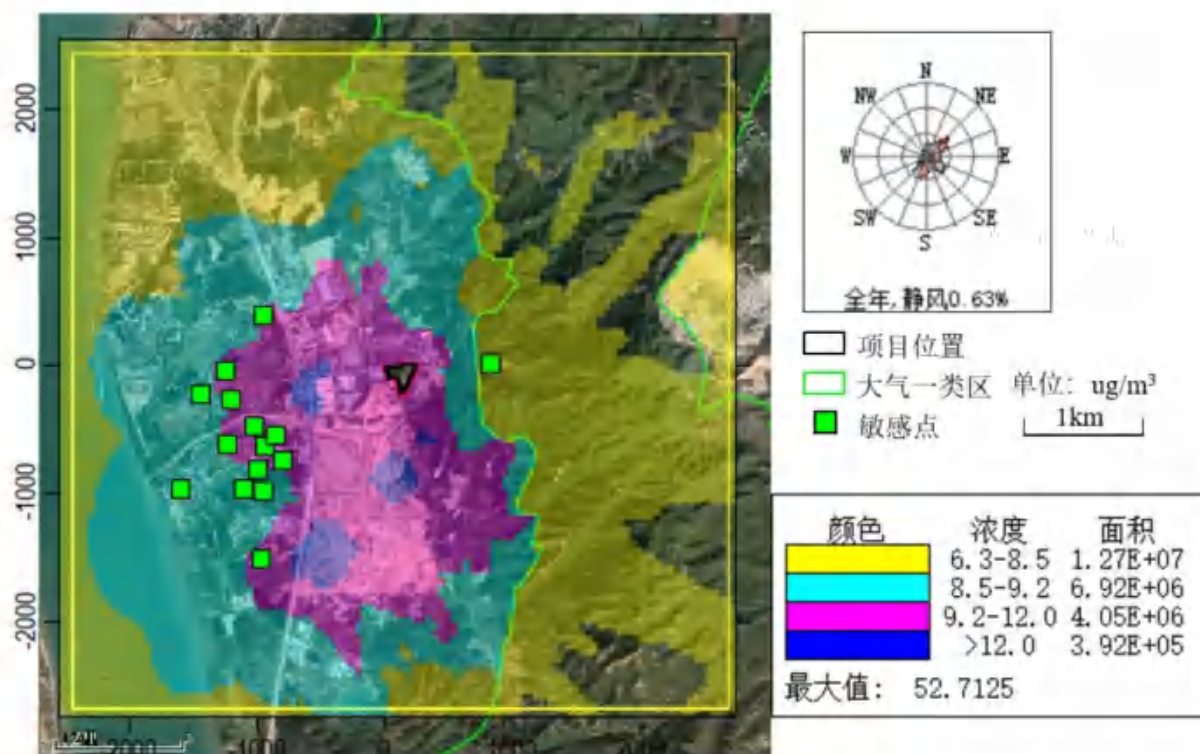 2000
1000
0
-1000
-2000
N
NW
NE
W
E
SW
SE
S
全年,静风0.63%
项目位置
大气一类区 单位: ug/m³
敏感点
1km
颜色 浓度 面积
6.3-8.5 1.27E+07
8.5-9.2 6.92E+06
9.2-12.0 4.05E+06
>12.0 3.92E+05
最大值: 52.7125
-2000 -1000 0 1000